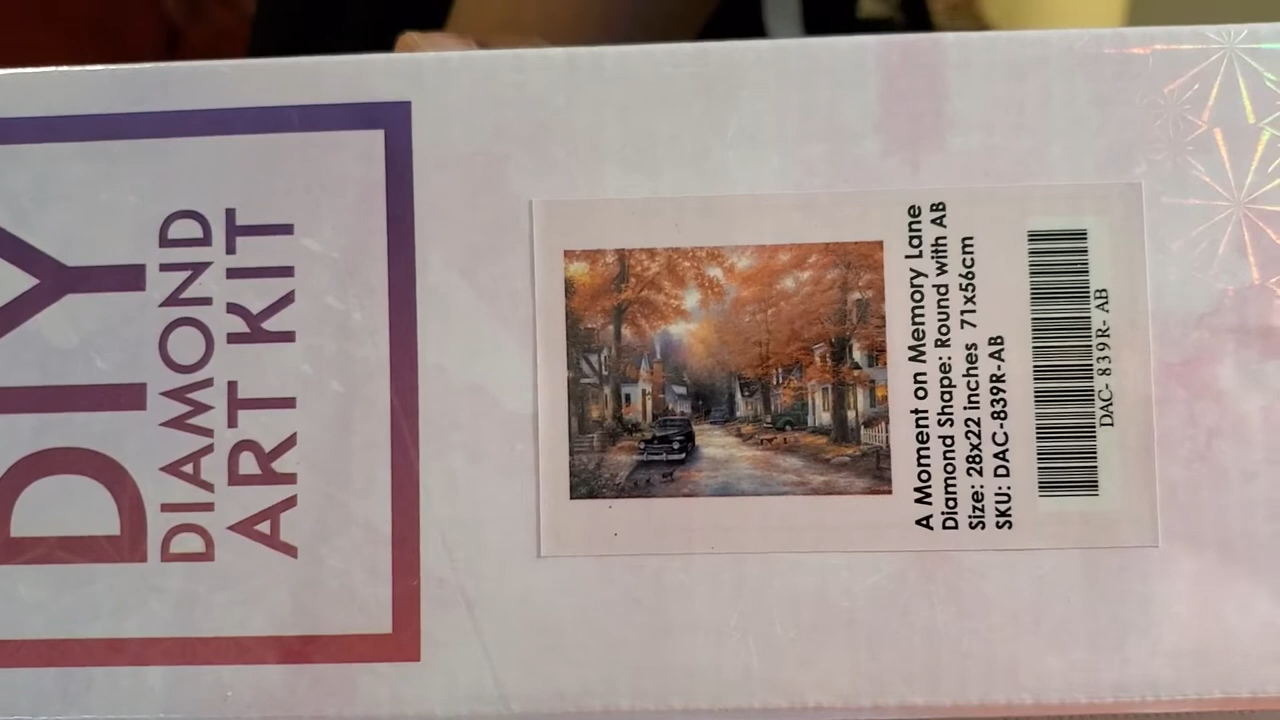 DIY
DIAMOND
ART KIT
A Moment on Memory Lane
Diamond Shape: Round with AB
Size: 28x22 inches 71x56cm
SKU: DAC-839R-AB
DAC- 839R- AB